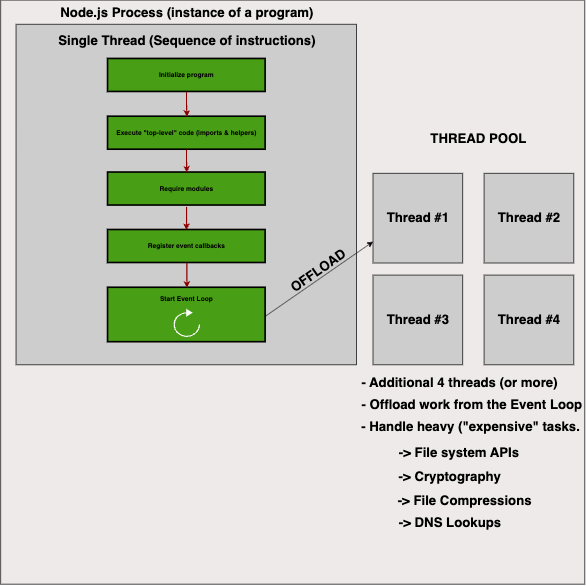 Node.js Process (instance of a program)
Single Thread (Sequence of instructions)
Initialize program
Execute "top-level" code (imports & helpers)
Require modules
Register event callbacks
Start Event Loop
OFFLOAD
THREAD POOL
Thread #1
Thread #2
Thread #3
Thread #4
- Additional 4 threads (or more)
- Offload work from the Event Loop
- Handle heavy ("expensive" tasks.
-> File system APIs
-> Cryptography
-> File Compressions
-> DNS Lookups